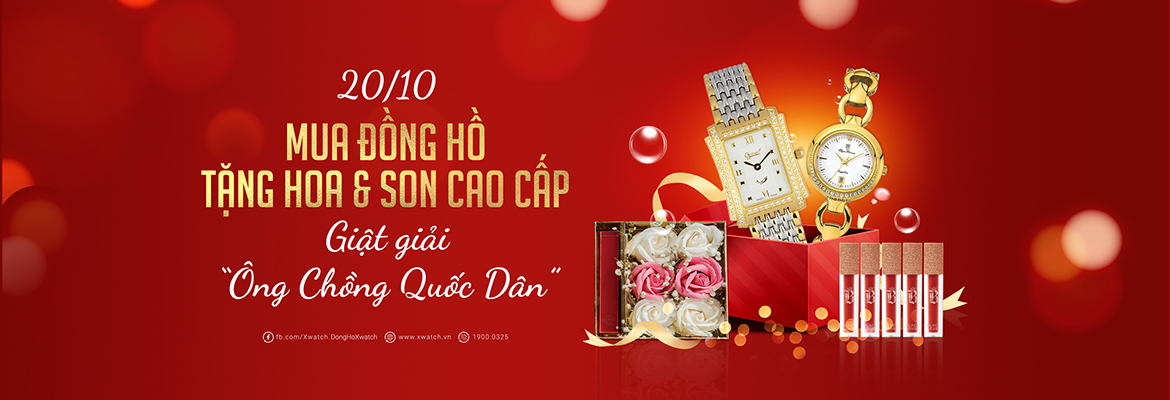 20/10
MUA ĐỒNG HỒ
TẶNG HOA & SON CAO CẤP
Giật giải
“Ông Chồng Quốc Dân”
fb.com/Xwatch.DongHoXwatch www.xwatch.vn 1900.0325